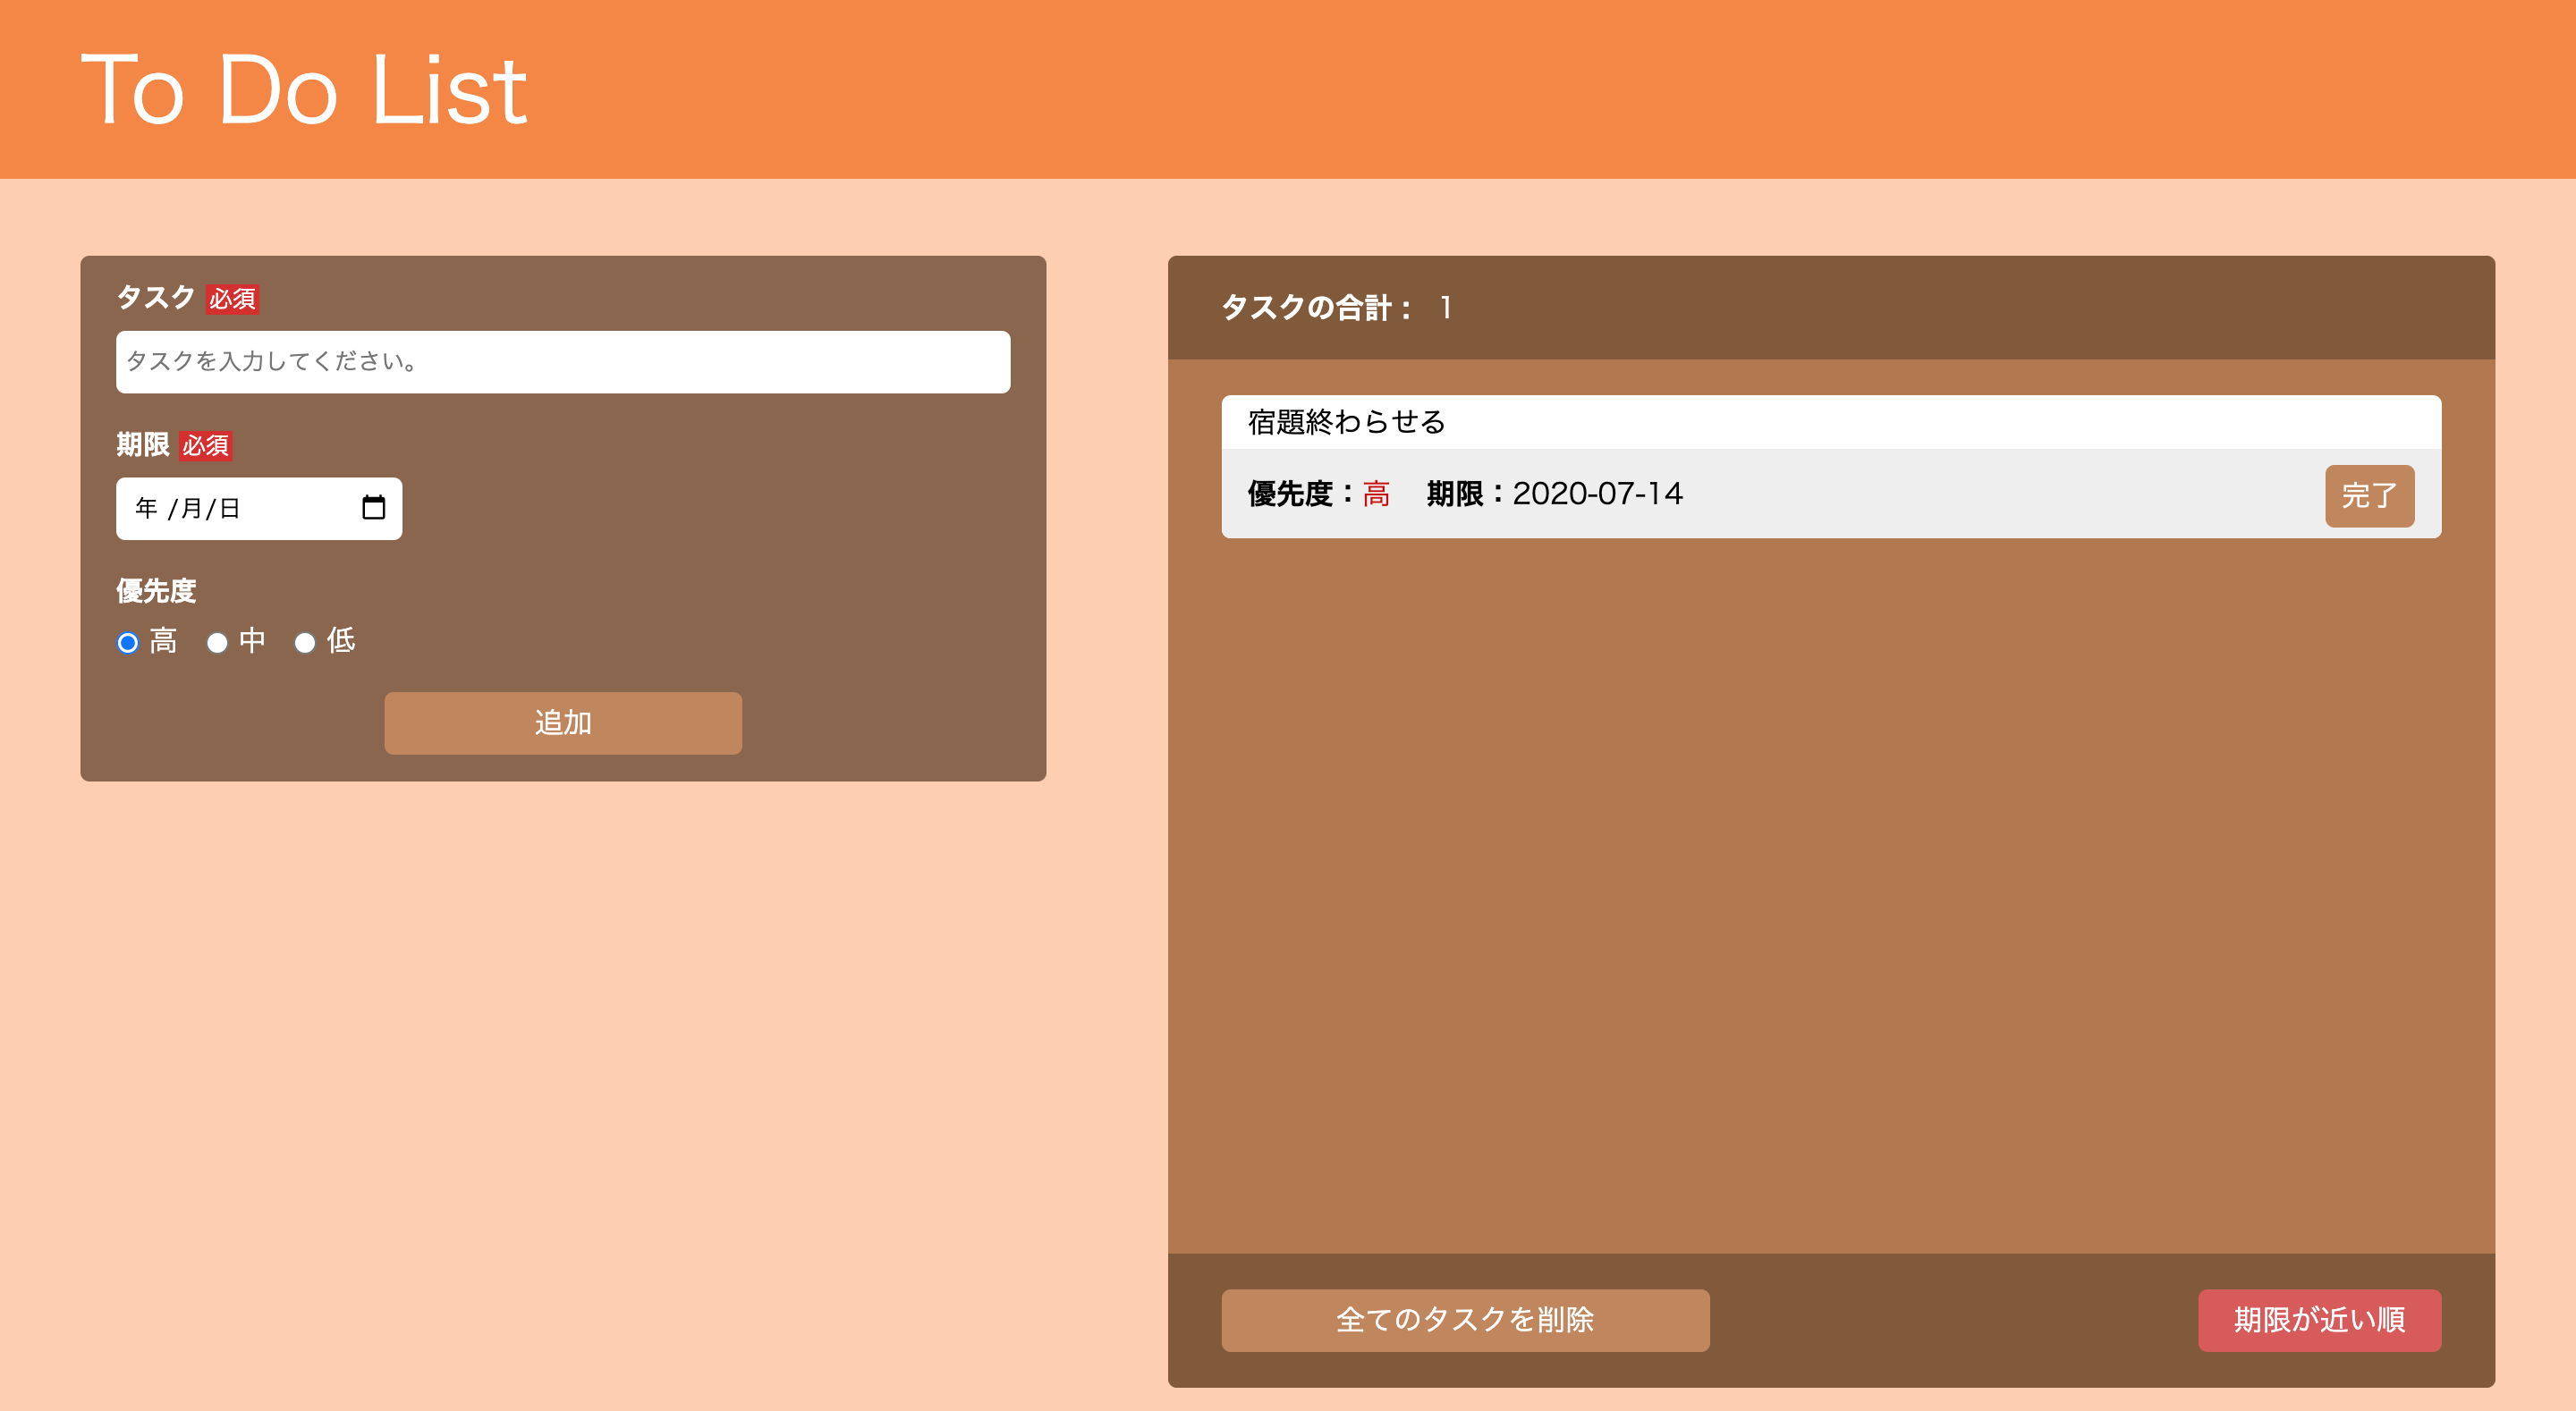 To Do List
タスク 必須
タスクを入力してください。
期限 必須
年 /月/日
優先度
高 中 低
追加
タスクの合計： 1
宿題終わらせる
優先度：高 期限：2020-07-14
完了
全てのタスクを削除
期限が近い順